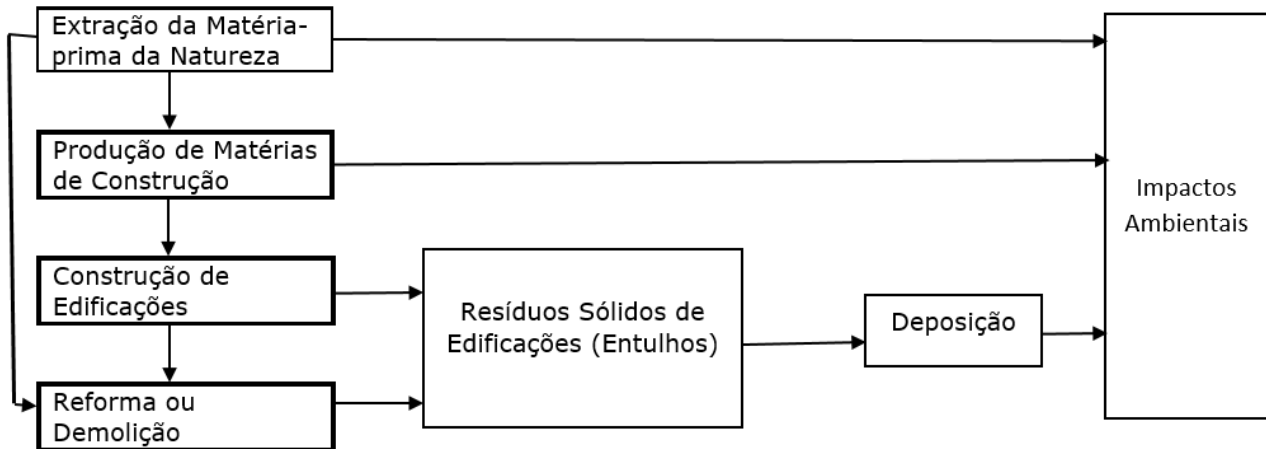 Extração da Matéria-
prima da Natureza
Produção de Matérias
de Construção
Construção de
Edificações
Reforma ou
Demolição
Resíduos Sólidos de
Edificações (Entulhos)
Deposição
Impactos
Ambientais